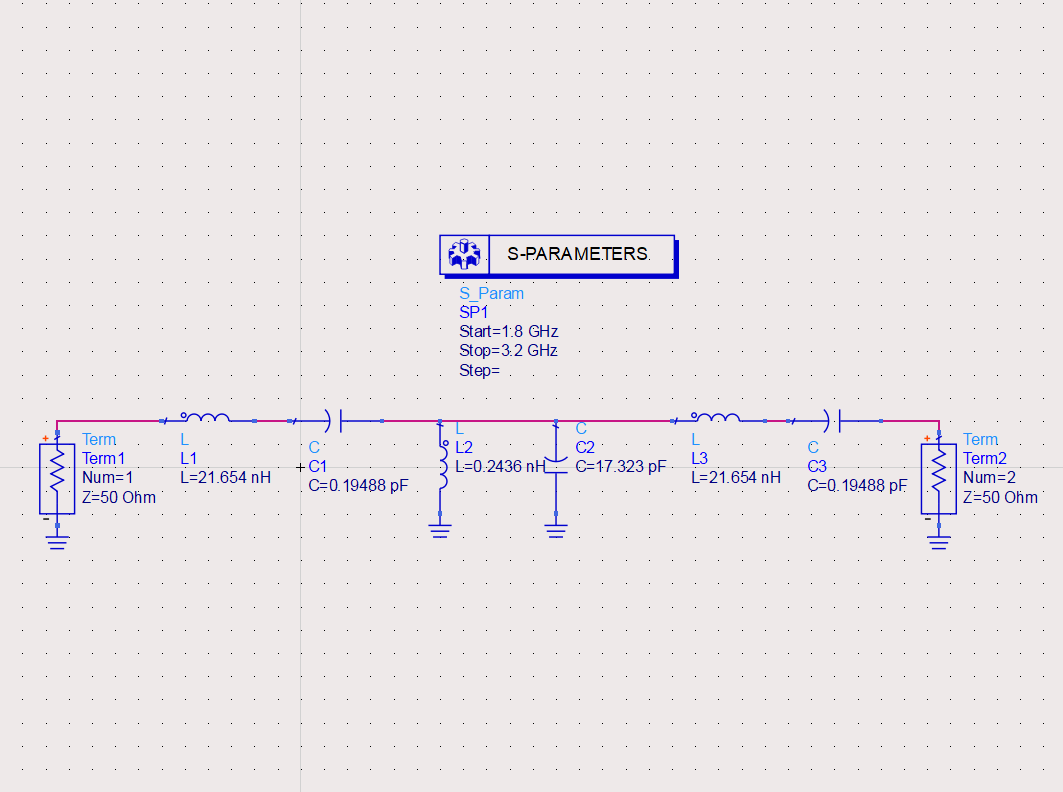 S-PARAMETERS
S_Param
SP1
Start=1.8 GHz
Stop=3.2 GHz
Step=
+
Term
Term1
Num=1
Z=50 Ohm
-
L
L1
L=21.654 nH
C
C1
C=0.19488 pF
L
L2
L=0.2436 nH
C
C2
C=17.323 pF
L
L3
L=21.654 nH
C
C3
C=0.19488 pF
+
Term
Term2
Num=2
Z=50 Ohm
-